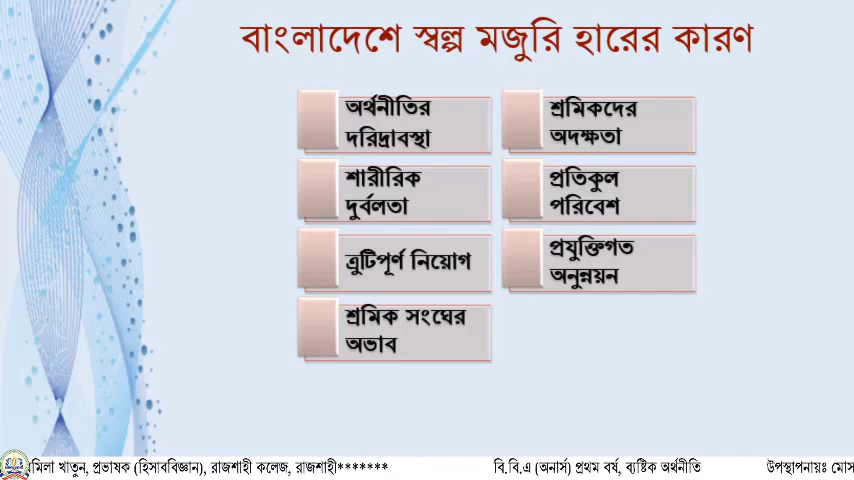 বাংলাদেশে স্বল্প মজুরি হারের কারণ
অর্থনীতির
দরিদ্রাবস্থা
শ্রমিকদের
অদক্ষতা
শারীরিক
দুর্বলতা
প্রতিকুল
পরিবেশ
ত্রুটিপূর্ণ নিয়োগ
প্রযুক্তিগত
অনুন্নয়ন
শ্রমিক সংঘের
অভাব
খাতুন, প্রভাষক (হিসাববিজ্ঞান), রাজশাহী কলেজ, রাজশাহী******* বি.বি.এ (অনার্স) প্রথম বর্ষ, ব্যষ্টিক অর্থনীতি উপস্থাপনায়ঃ